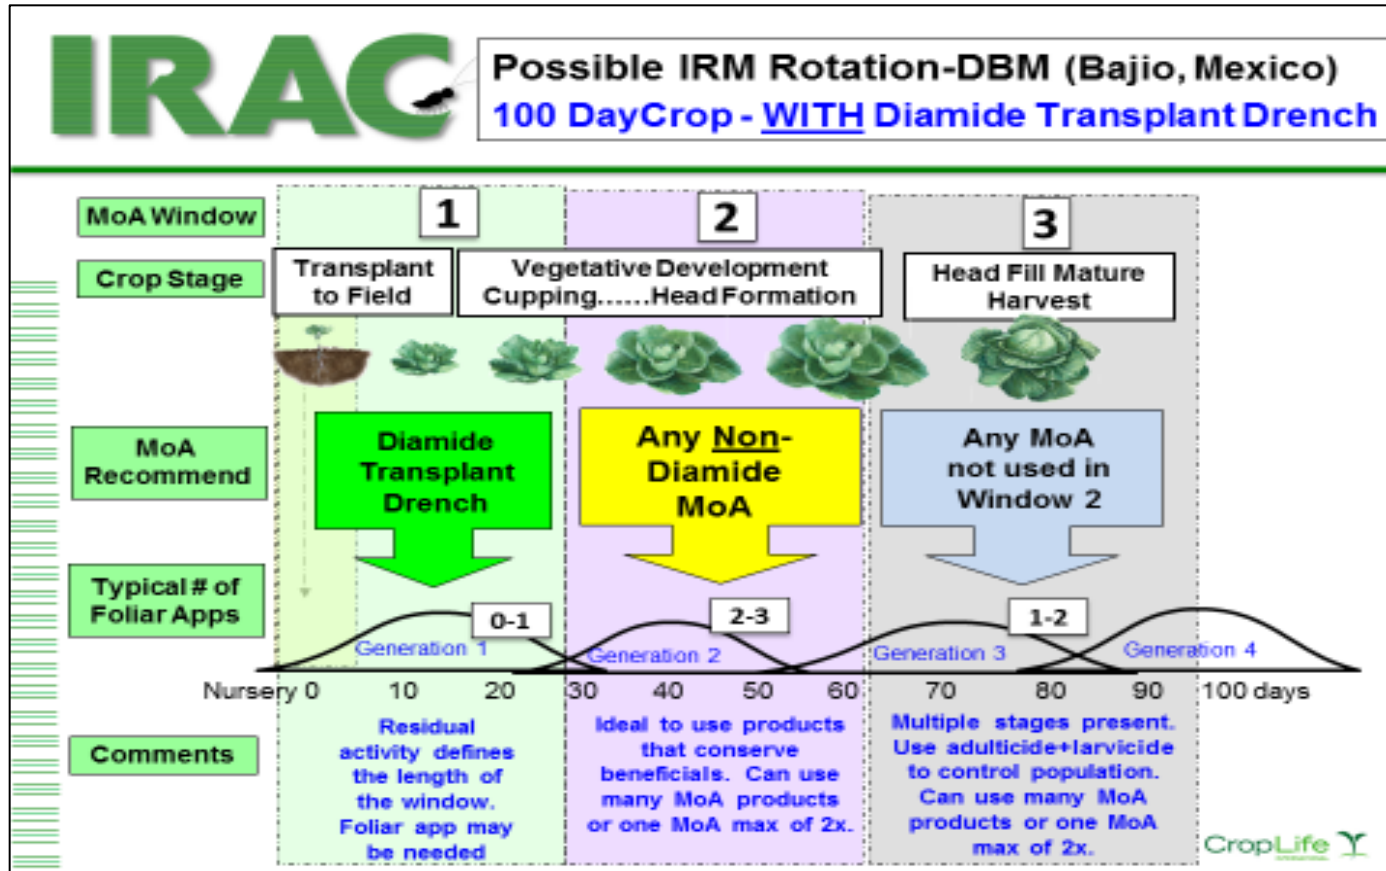 IRAC
Possible IRM Rotation-DBM (Bajio, Mexico)
100 DayCrop - WITH Diamide Transplant Drench
MoA Window
1
2
3
Crop Stage
Transplant
to Field
Vegetative Development
Cupping......Head Formation
Head Fill Mature
Harvest
MoA
Recommend
Diamide
Transplant
Drench
Any Non-
Diamide
MoA
Any MoA
not used in
Window 2
Typical # of
Foliar Apps
0-1
2-3
1-2
Generation 1
Generation 2
Generation 3
Generation 4
Nursery 0 10 20 30 40 50 60 70 80 90 100 days
Comments
Residual
activity defines
the length of
the window.
Foliar app may
be needed
Ideal to use products
that conserve
beneficials. Can use
many MoA products
or one MoA max of 2x.
Multiple stages present.
Use adulticide+larvicide
to control population.
Can use many MoA
products or one MoA
max of 2x.
CropLife